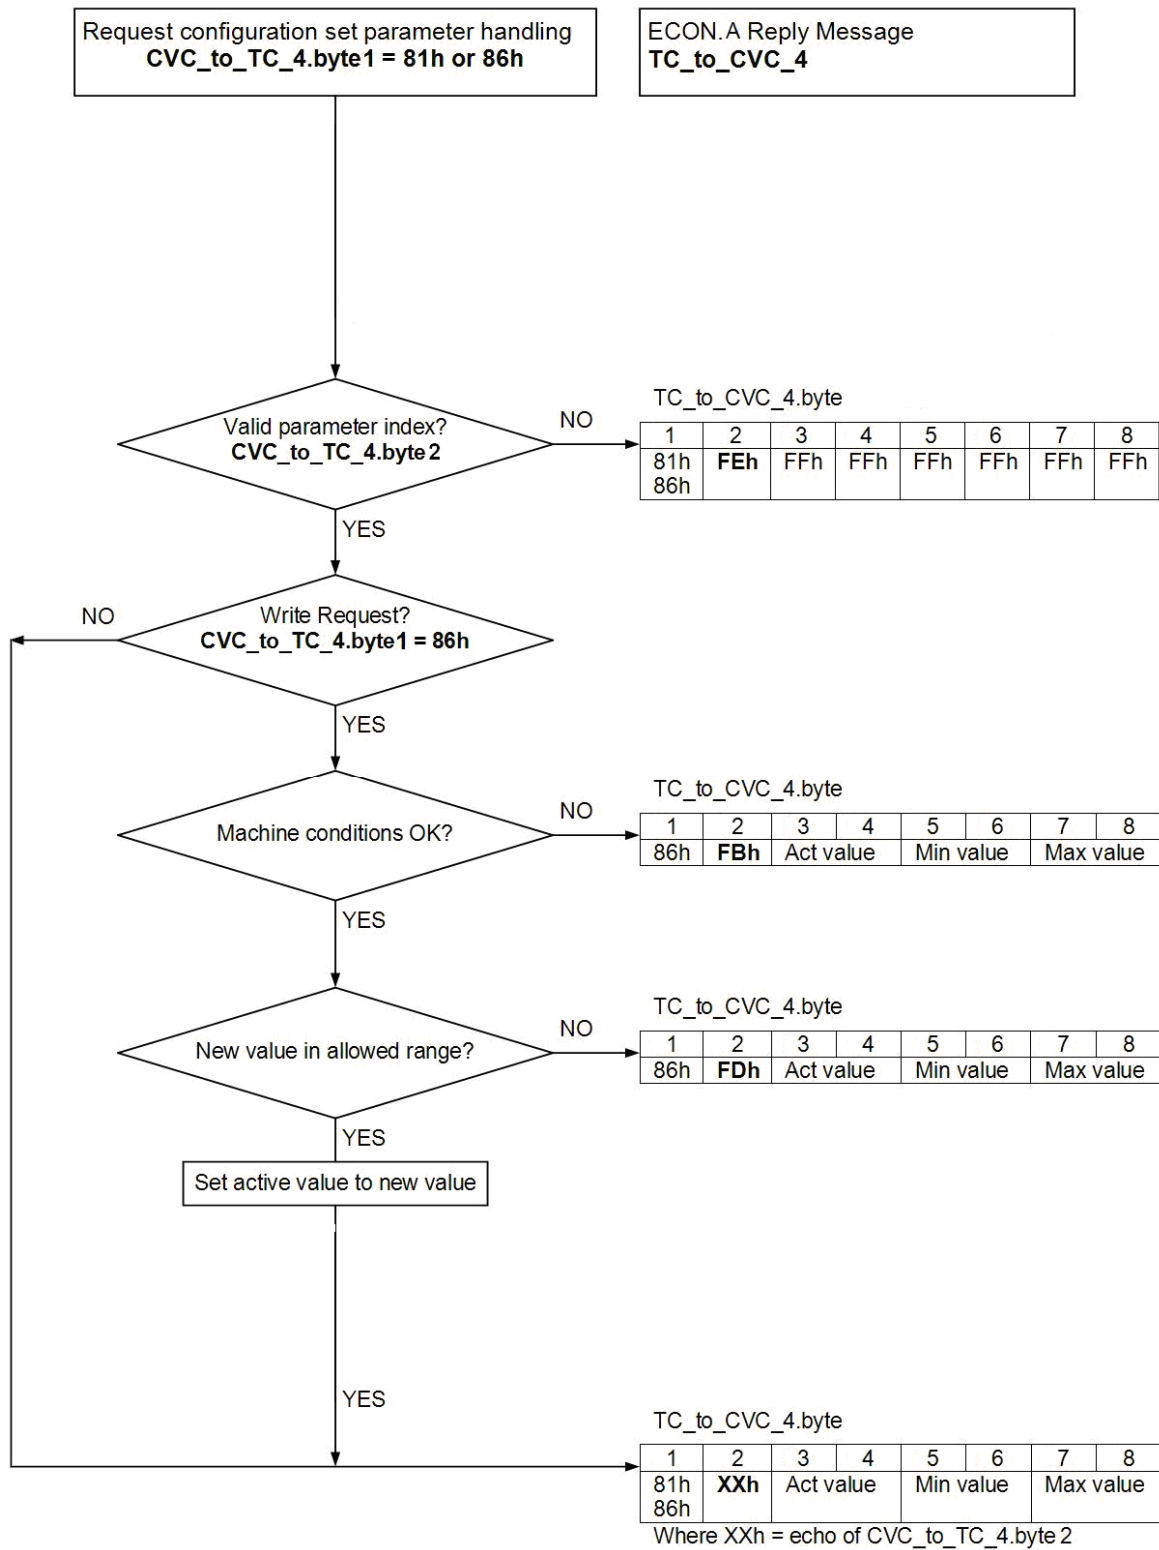 Request configuration set parameter handling
CVC_to_TC_4.byte1 = 81h or 86h
ECON.A Reply Message
TC_to_CVC_4
Valid parameter index?
CVC_to_TC_4.byte2
NO
YES
TC_to_CVC_4.byte
1 2 3 4 5 6 7 8
81h FEh FFh FFh FFh FFh FFh FFh
86h
NO
Write Request?
CVC_to_TC_4.byte1 = 86h
YES
Machine conditions OK?
NO
YES
TC_to_CVC_4.byte
1 2 3 4 5 6 7 8
86h FBh Act value Min value Max value
New value in allowed range?
NO
YES
TC_to_CVC_4.byte
1 2 3 4 5 6 7 8
86h FDh Act value Min value Max value
Set active value to new value
YES
TC_to_CVC_4.byte
1 2 3 4 5 6 7 8
81h XXh Act value Min value Max value
86h
Where XXh = echo of CVC_to_TC_4.byte2